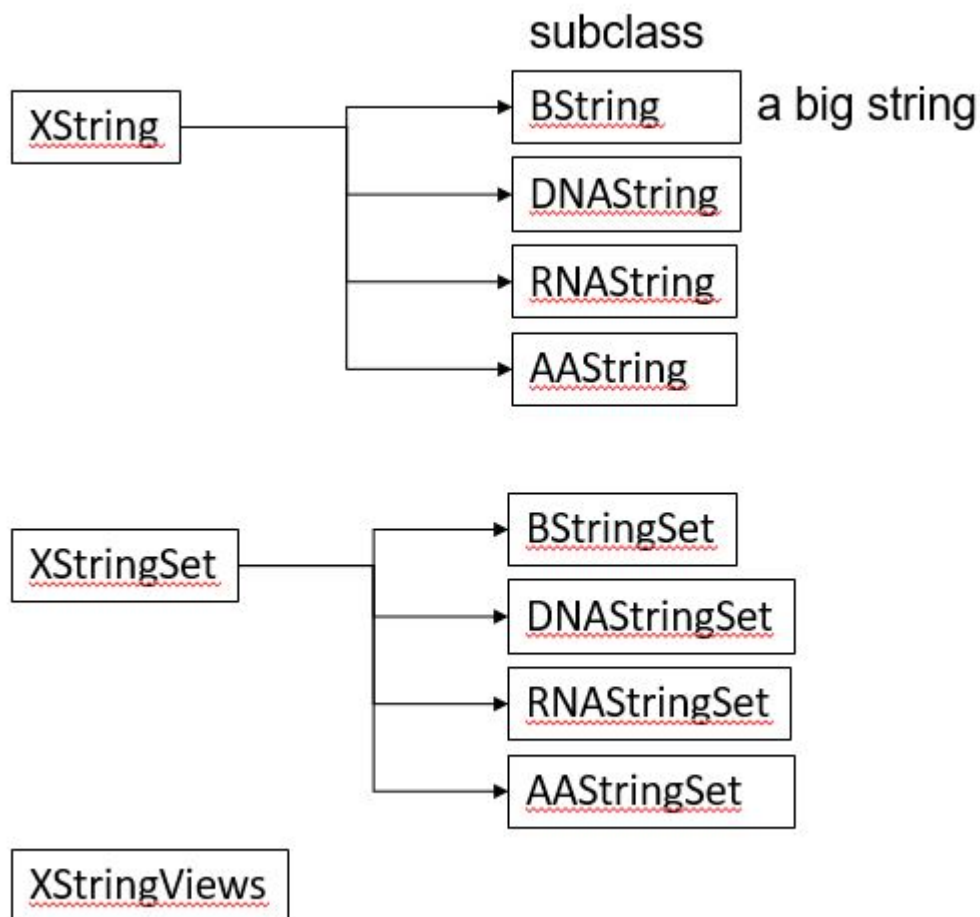 subclass
XString
BString
a big string
DNAString
RNAString
AAString
XStringSet
BStringSet
DNAStringSet
RNAStringSet
AAStringSet
XStringViews